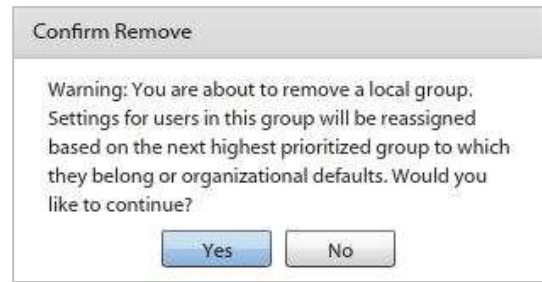 Confirm Remove
Warning: You are about to remove a local group.
Settings for users in this group will be reassigned
based on the next highest prioritized group to which
they belong or organizational defaults. Would you
like to continue?
Yes No